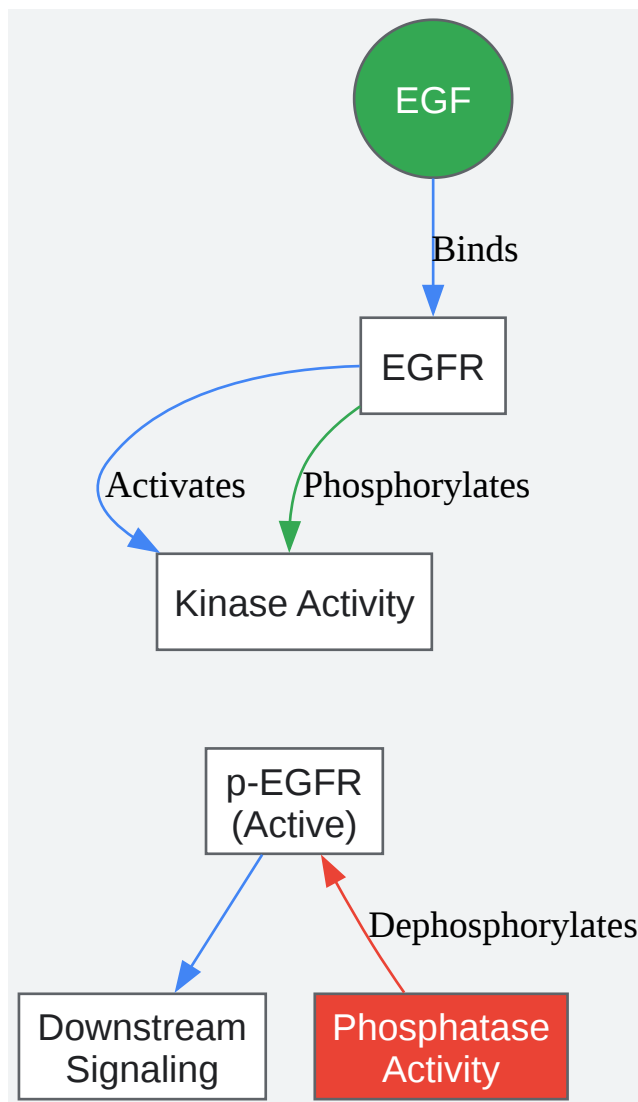 EGF
Binds
EGFR
Activates
Phosphorylates
Kinase Activity
p-EGFR
(Active)
Dephosphorylates
Downstream
Signaling
Phosphatase
Activity